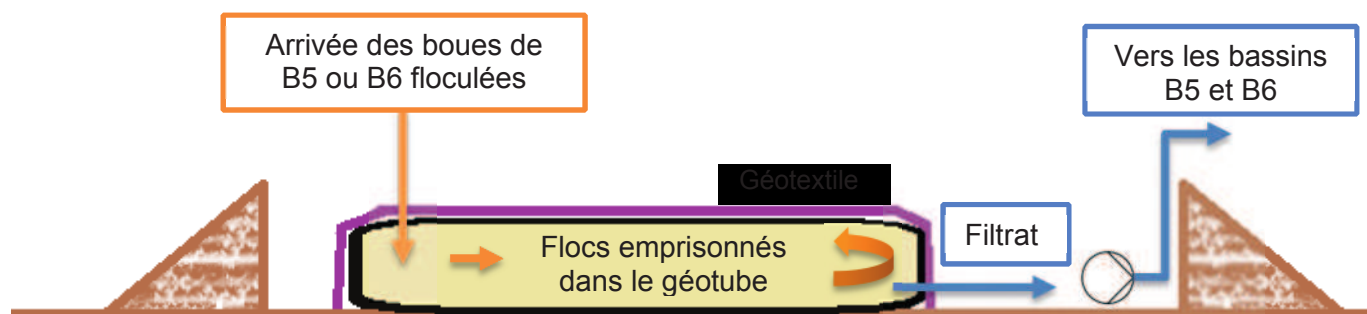 Arrivée des boues de
B5 ou B6 floculées
Vers les bassins
B5 et B6
Géotextile
Filtrat
Flocs emprisonnés
dans le géotube